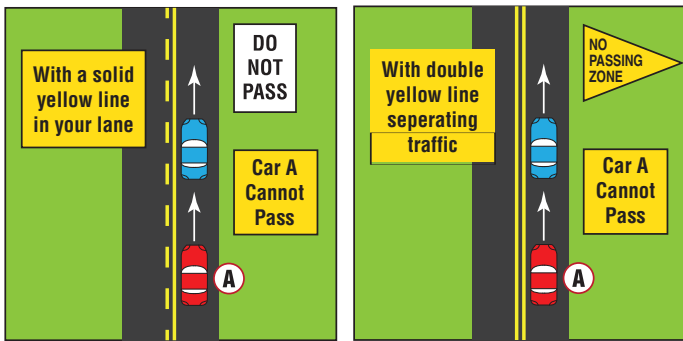 With a solid
yellow line
in your lane
DO
NOT
PASS
Car A
Cannot
Pass
A
With double
yellow line
seperating
traffic
NO
PASSING
ZONE
Car A
Cannot
Pass
A